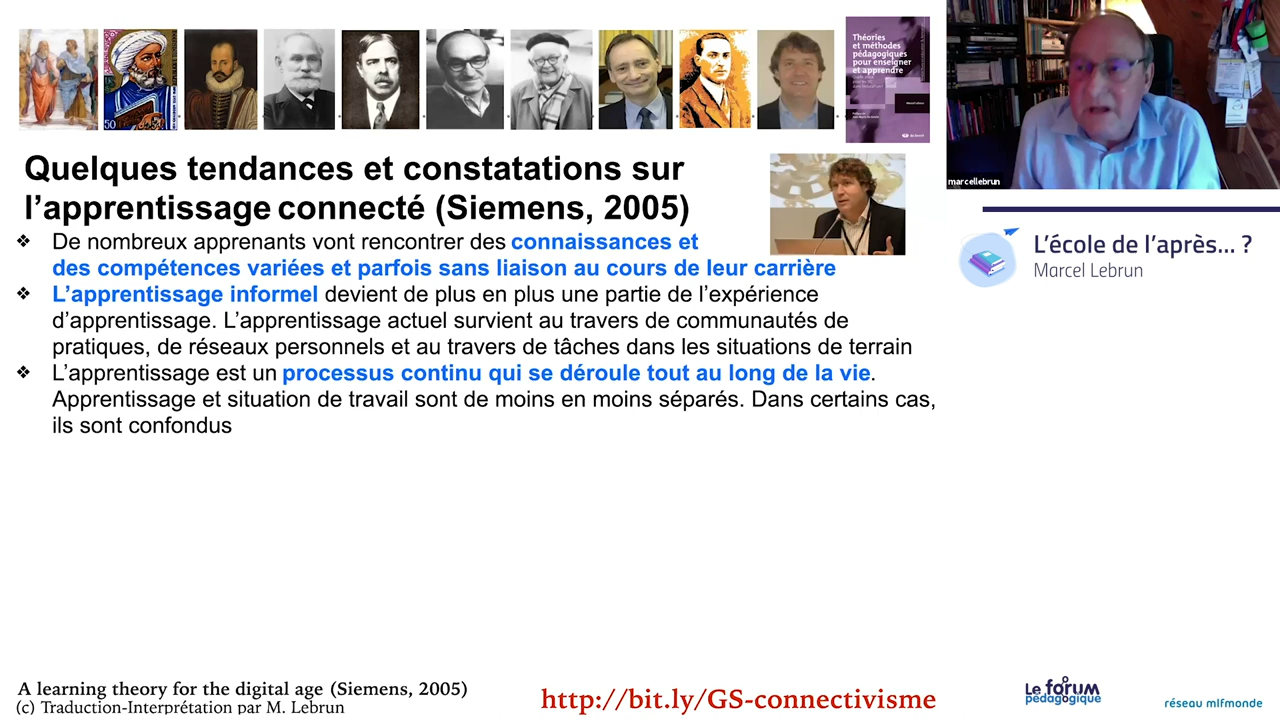 50
Théories
et méthodes
pédagogiques
pour enseigner
et apprendre
marcellebrun
Quelques tendances et constatations sur
l’apprentissage connecté (Siemens, 2005)
❖ De nombreux apprenants vont rencontrer des connaissances et
des compétences variées et parfois sans liaison au cours de leur carrière
❖ L’apprentissage informel devient de plus en plus une partie de l’expérience
d’apprentissage. L’apprentissage actuel survient au travers de communautés de
pratiques, de réseaux personnels et au travers de tâches dans les situations de terrain
❖ L’apprentissage est un processus continu qui se déroule tout au long de la vie.
Apprentissage et situation de travail sont de moins en moins séparés. Dans certains cas,
ils sont confondus
L’école de l’après... ?
Marcel Lebrun
A learning theory for the digital age (Siemens, 2005)
(c) Traduction-Interprétation par M. Lebrun
http://bit.ly/GS-connectivisme
Le forum
pédagogique
réseau mlfmonde